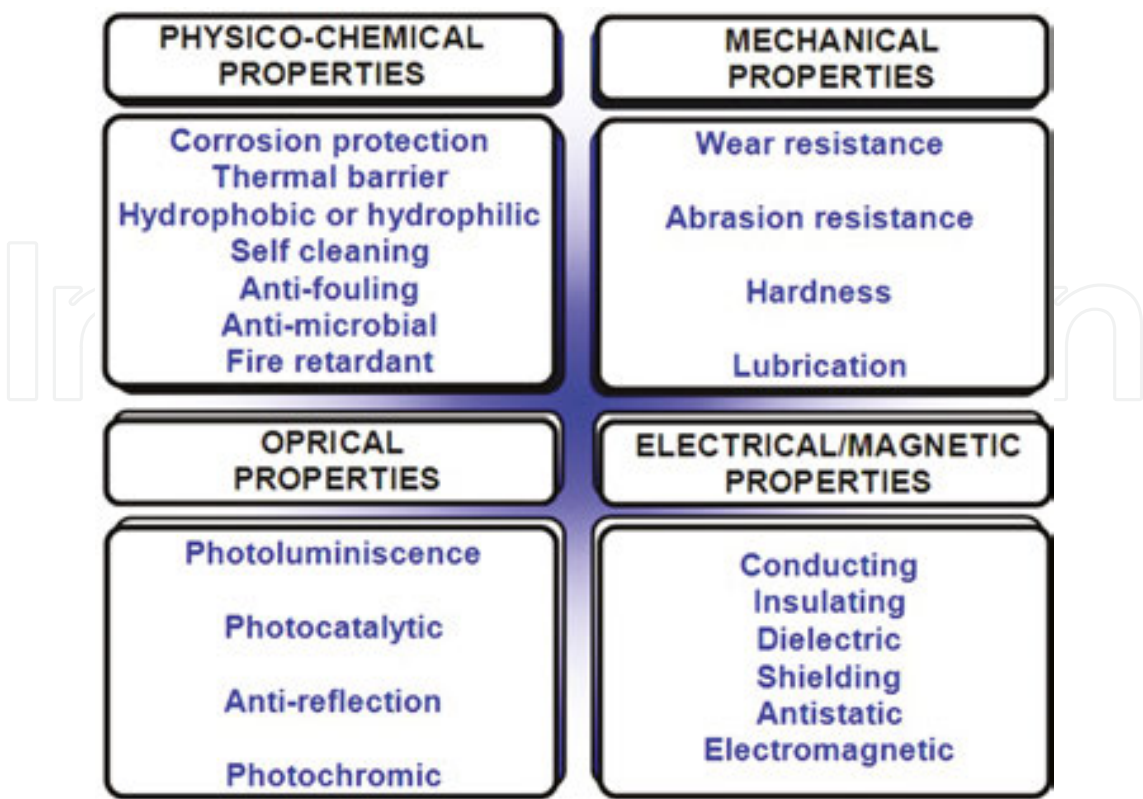 PHYSICO-CHEMICAL
PROPERTIES
Corrosion protection
Thermal barrier
Hydrophobic or hydrophilic
Self cleaning
Anti-fouling
Anti-microbial
Fire retardant
MECHANICAL
PROPERTIES
Wear resistance
Abrasion resistance
Hardness
Lubrication
OPRICAL
PROPERTIES
Photoluminiscence
Photocatalytic
Anti-reflection
Photochromic
ELECTRICAL/MAGNETIC
PROPERTIES
Conducting
Insulating
Dielectric
Shielding
Antistatic
Electromagnetic